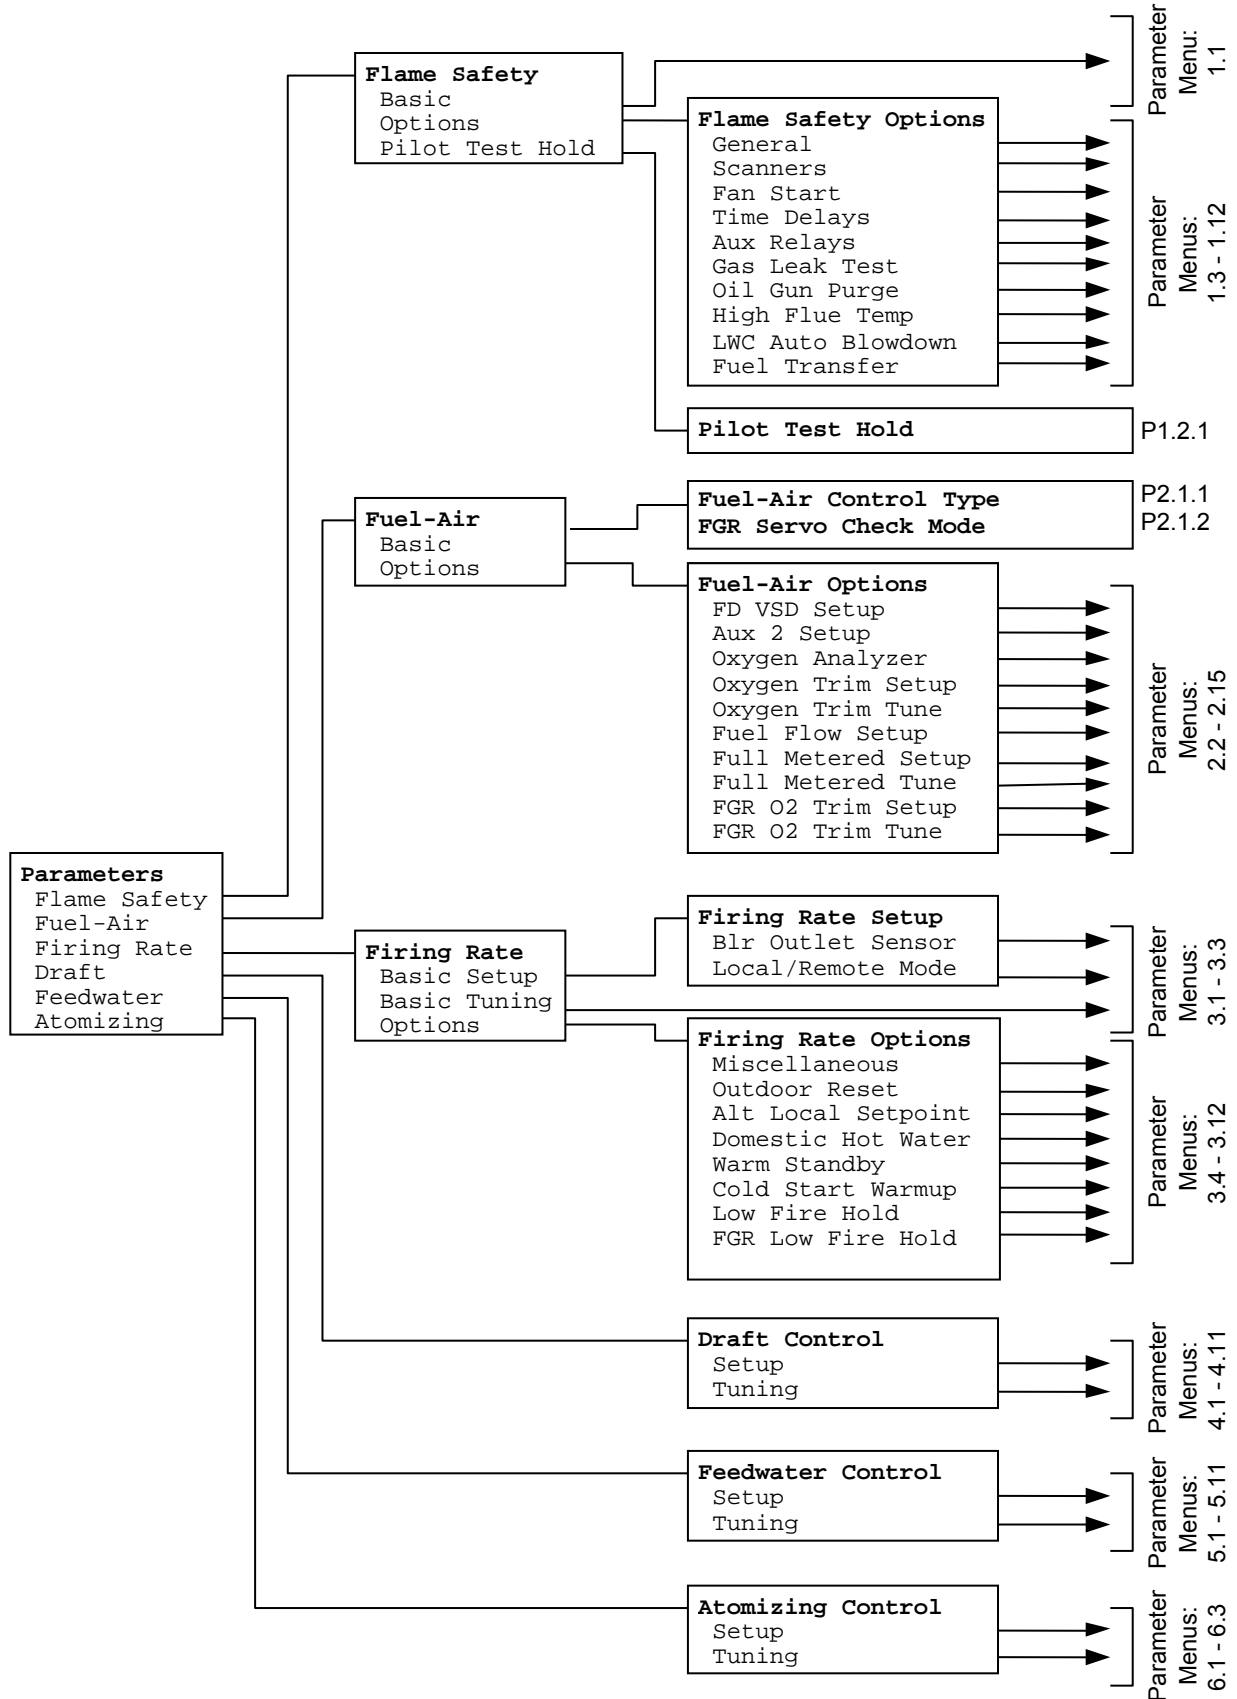 Parameter
Menu:
1.1
Flame Safety
Basic
Options
Pilot Test Hold
Flame Safety Options
General
Scanners
Fan Start
Time Delays
Aux Relays
Gas Leak Test
Oil Gun Purge
High Flue Temp
LWC Auto Blowdown
Fuel Transfer
Parameter
Menus:
1.3 - 1.12
Pilot Test Hold
P1.2.1
Fuel-Air
Basic
Options
Fuel-Air Control Type
FGR Servo Check Mode
P2.1.1
P2.1.2
Fuel-Air Options
FD VSD Setup
Aux 2 Setup
Oxygen Analyzer
Oxygen Trim Setup
Oxygen Trim Tune
Fuel Flow Setup
Full Metered Setup
Full Metered Tune
FGR O2 Trim Setup
FGR O2 Trim Tune
Parameter
Menus:
2.2 - 2.15
Parameters
Flame Safety
Fuel-Air
Firing Rate
Draft
Feedwater
Atomizing
Firing Rate
Basic Setup
Basic Tuning
Options
Firing Rate Setup
Blr Outlet Sensor
Local/Remote Mode
Parameter
Menus:
3.1 - 3.3
Firing Rate Options
Miscellaneous
Outdoor Reset
Alt Local Setpoint
Domestic Hot Water
Warm Standby
Cold Start Warmup
Low Fire Hold
FGR Low Fire Hold
Parameter
Menus:
3.4 - 3.12
Draft Control
Setup
Tuning
Parameter
Menus:
4.1 - 4.11
Feedwater Control
Setup
Tuning
Parameter
Menus:
5.1 - 5.11
Atomizing Control
Setup
Tuning
Parameter
Menus:
6.1 - 6.3